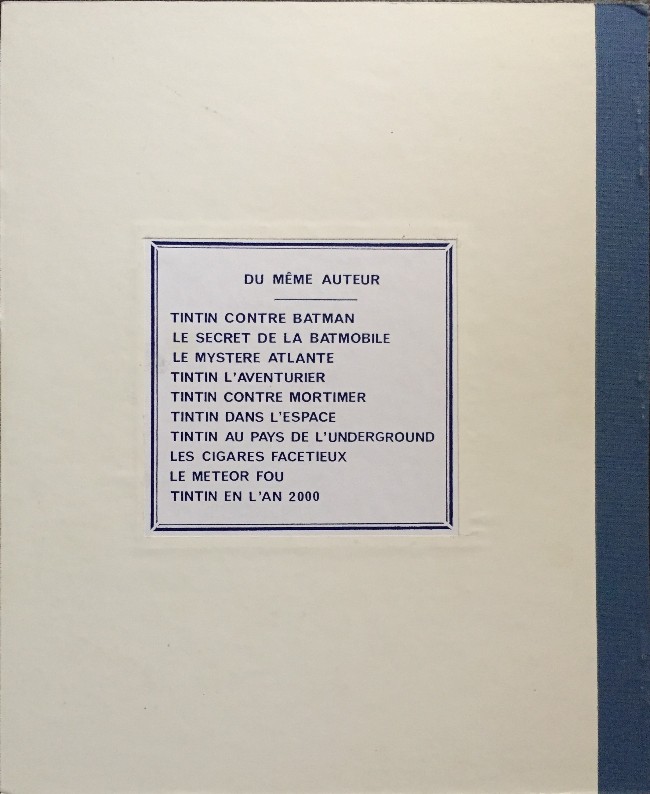 DU MÊME AUTEUR
TINTIN CONTRE BATMAN
LE SECRET DE LA BATMOBILE
LE MYSTERE ATLANTE
TINTIN L'AVENTURIER
TINTIN CONTRE MORTIMER
TINTIN DANS L'ESPACE
TINTIN AU PAYS DE L'UNDERGROUND
LES CIGARES FACETIEUX
LE METEOR FOU
TINTIN EN L'AN 2000